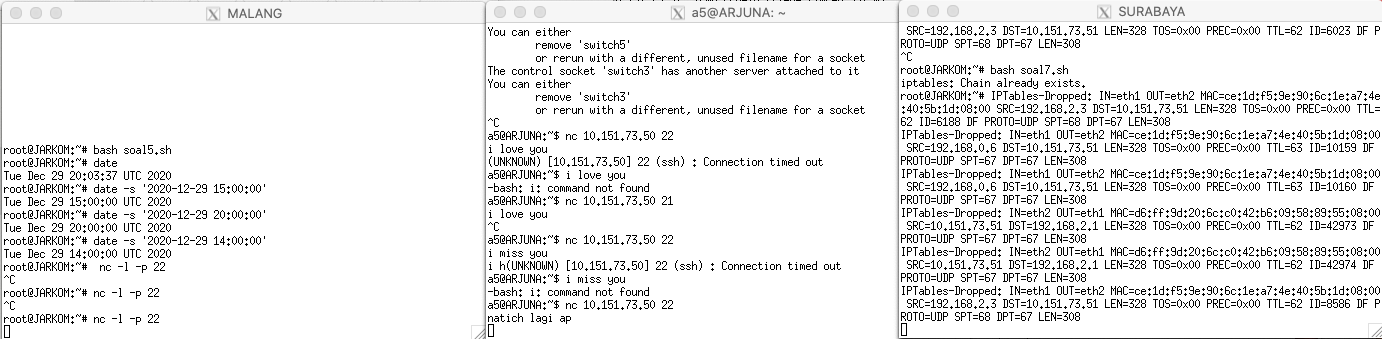 MALANG
root@JARKOM:~# bash soal5.sh
root@JARKOM:~# date
Tue Dec 29 20:03:37 UTC 2020
root@JARKOM:~# date -s '2020-12-29 15:00:00'
Tue Dec 29 15:00:00 UTC 2020
root@JARKOM:~# date -s '2020-12-29 20:00:00'
Tue Dec 29 20:00:00 UTC 2020
root@JARKOM:~# date -s '2020-12-29 14:00:00'
Tue Dec 29 14:00:00 UTC 2020
root@JARKOM:~#  nc -l -p 22
^C
root@JARKOM:~# nc -l -p 22
^C
root@JARKOM:~# nc -l -p 22
a5@ARJUNA: ~
You can either
remove 'switch5'
or rerun with a different, unused filename for a socket
The control socket 'switch3' has another server attached to it
You can either
remove 'switch3'
or rerun with a different, unused filename for a socket
^C
a5@ARJUNA:~$ nc 10.151.73.50 22
i love you
(UNKNOWN) [10.151.73.50] 22 (ssh) : Connection timed out
a5@ARJUNA:~$ i love you
-bash: i: command not found
a5@ARJUNA:~$ nc 10.151.73.50 21
i love you
^C
a5@ARJUNA:~$ nc 10.151.73.50 22
i miss you
i h(UNKNOWN) [10.151.73.50] 22 (ssh) : Connection timed out
a5@ARJUNA:~$ i miss you
-bash: i: command not found
a5@ARJUNA:~$ nc 10.151.73.50 22
natich lagi ap
SURABAYA
SRC=192.168.2.3 DST=10.151.73.51 LEN=328 TOS=0x00 PREC=0x00 TTL=62 ID=6023 DF P
ROTO=UDP SPT=68 DPT=67 LEN=308
^C
root@JARKOM:~# bash soal7.sh
iptables: Chain already exists.
root@JARKOM:~# IPTables-Dropped: IN=eth1 OUT=eth2 MAC=ce:1d:f5:9e:90:6c:1e:a7:4e
:40:5b:1d:08:00 SRC=192.168.2.3 DST=10.151.73.51 LEN=328 TOS=0x00 PREC=0x00 TTL=
62 ID=6188 DF PROTO=UDP SPT=68 DPT=67 LEN=308
IPTables-Dropped: IN=eth1 OUT=eth2 MAC=ce:1d:f5:9e:90:6c:1e:a7:4e:40:5b:1d:08:00
SRC=192.168.0.6 DST=10.151.73.51 LEN=328 TOS=0x00 PREC=0x00 TTL=63 ID=10159 DF
PROTO=UDP SPT=67 DPT=67 LEN=308
IPTables-Dropped: IN=eth1 OUT=eth2 MAC=ce:1d:f5:9e:90:6c:1e:a7:4e:40:5b:1d:08:00
SRC=192.168.0.6 DST=10.151.73.51 LEN=328 TOS=0x00 PREC=0x00 TTL=63 ID=10160 DF
PROTO=UDP SPT=67 DPT=67 LEN=308
IPTables-Dropped: IN=eth2 OUT=eth1 MAC=d6:ff:9d:20:6c:c0:42:b6:09:58:89:55:08:00
SRC=10.151.73.51 DST=192.168.2.1 LEN=328 TOS=0x00 PREC=0x00 TTL=62 ID=42973 DF
PROTO=UDP SPT=67 DPT=67 LEN=308
IPTables-Dropped: IN=eth2 OUT=eth1 MAC=d6:ff:9d:20:6c:c0:42:b6:09:58:89:55:08:00
SRC=10.151.73.51 DST=192.168.2.1 LEN=328 TOS=0x00 PREC=0x00 TTL=62 ID=42974 DF
PROTO=UDP SPT=67 DPT=67 LEN=308
IPTables-Dropped: IN=eth1 OUT=eth2 MAC=ce:1d:f5:9e:90:6c:1e:a7:4e:40:5b:1d:08:00
SRC=192.168.2.3 DST=10.151.73.51 LEN=328 TOS=0x00 PREC=0x00 TTL=62 ID=8586 DF P
ROTO=UDP SPT=68 DPT=67 LEN=308